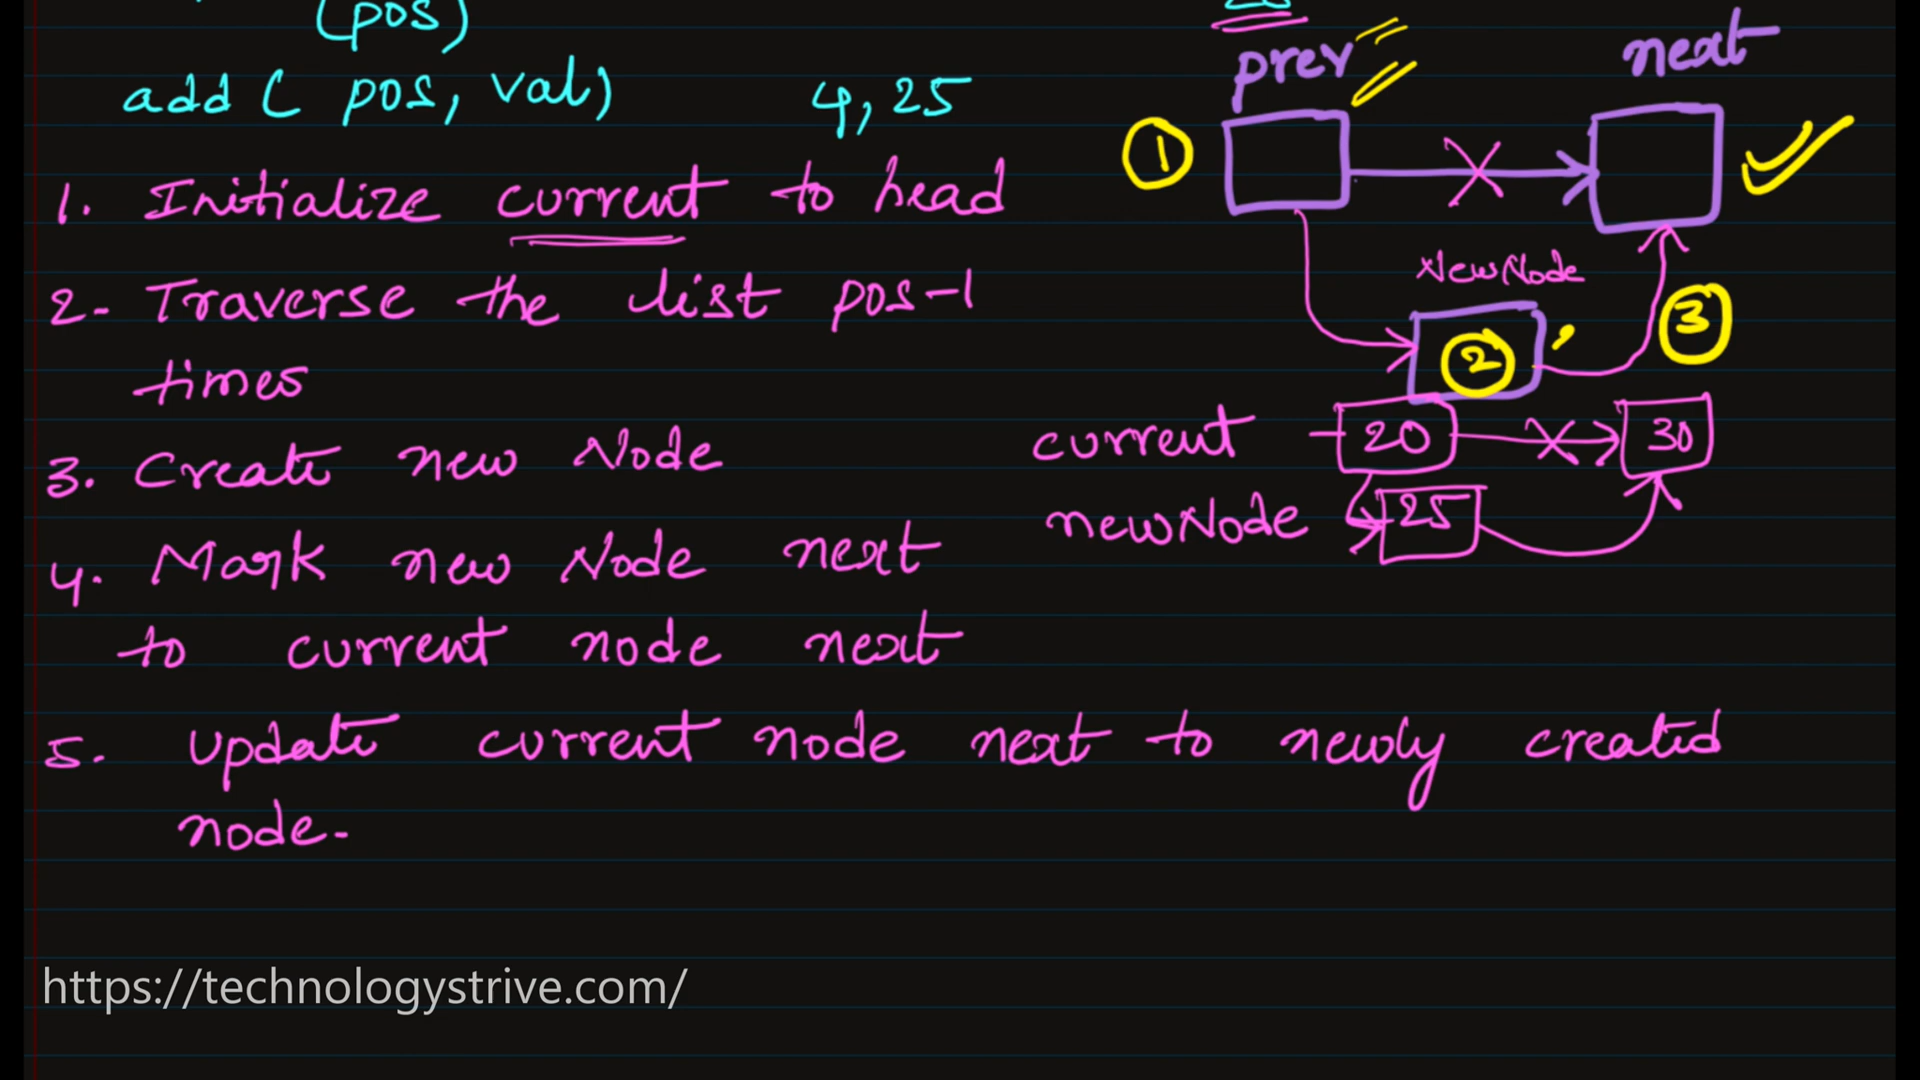 (pos)
add ( pos, val) 4, 25
prev next
1
1. Initialize current to head
NewNode
2. Traverse the list pos-1
times
2 3
current 20 30
3. Create new Node
newNode 25
4. Mark new Node next
to current node next
5. Update current node next to newly created
node.
https://technologystrive.com/